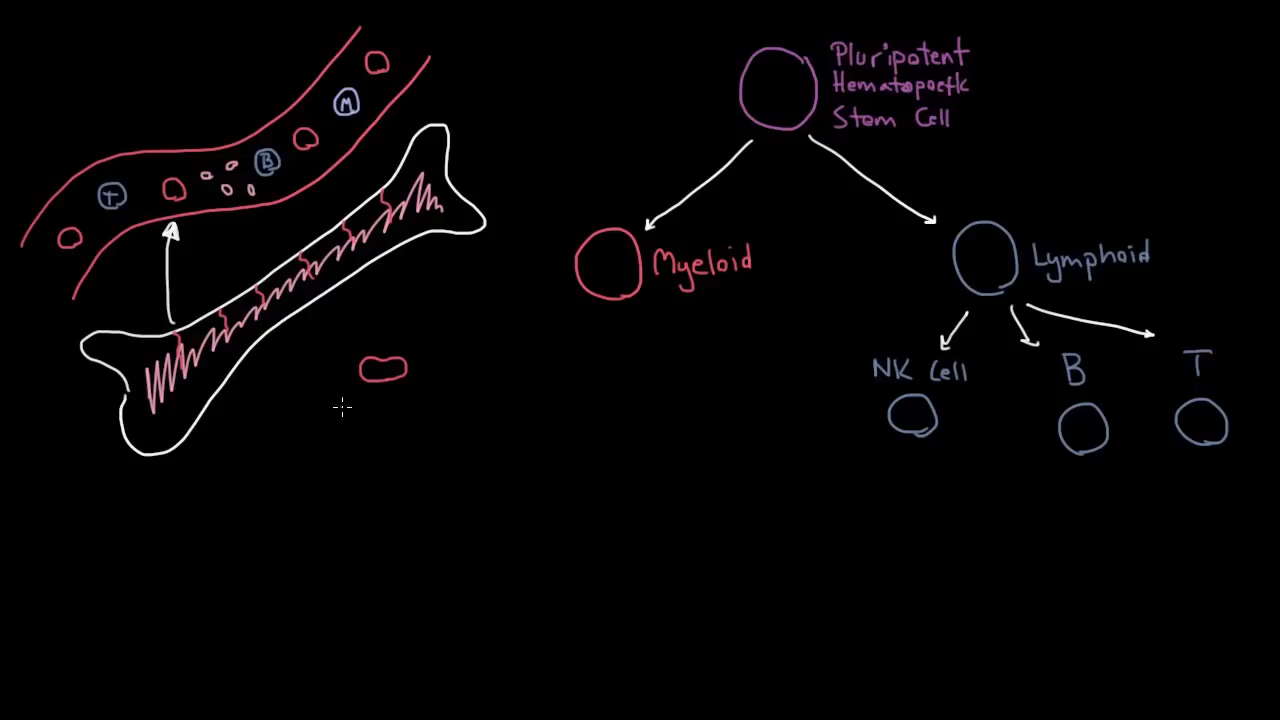 M
B
T
Pluripotent
Hematopoetic
Stem Cell
Myeloid
Lymphoid
NK Cell
B
T